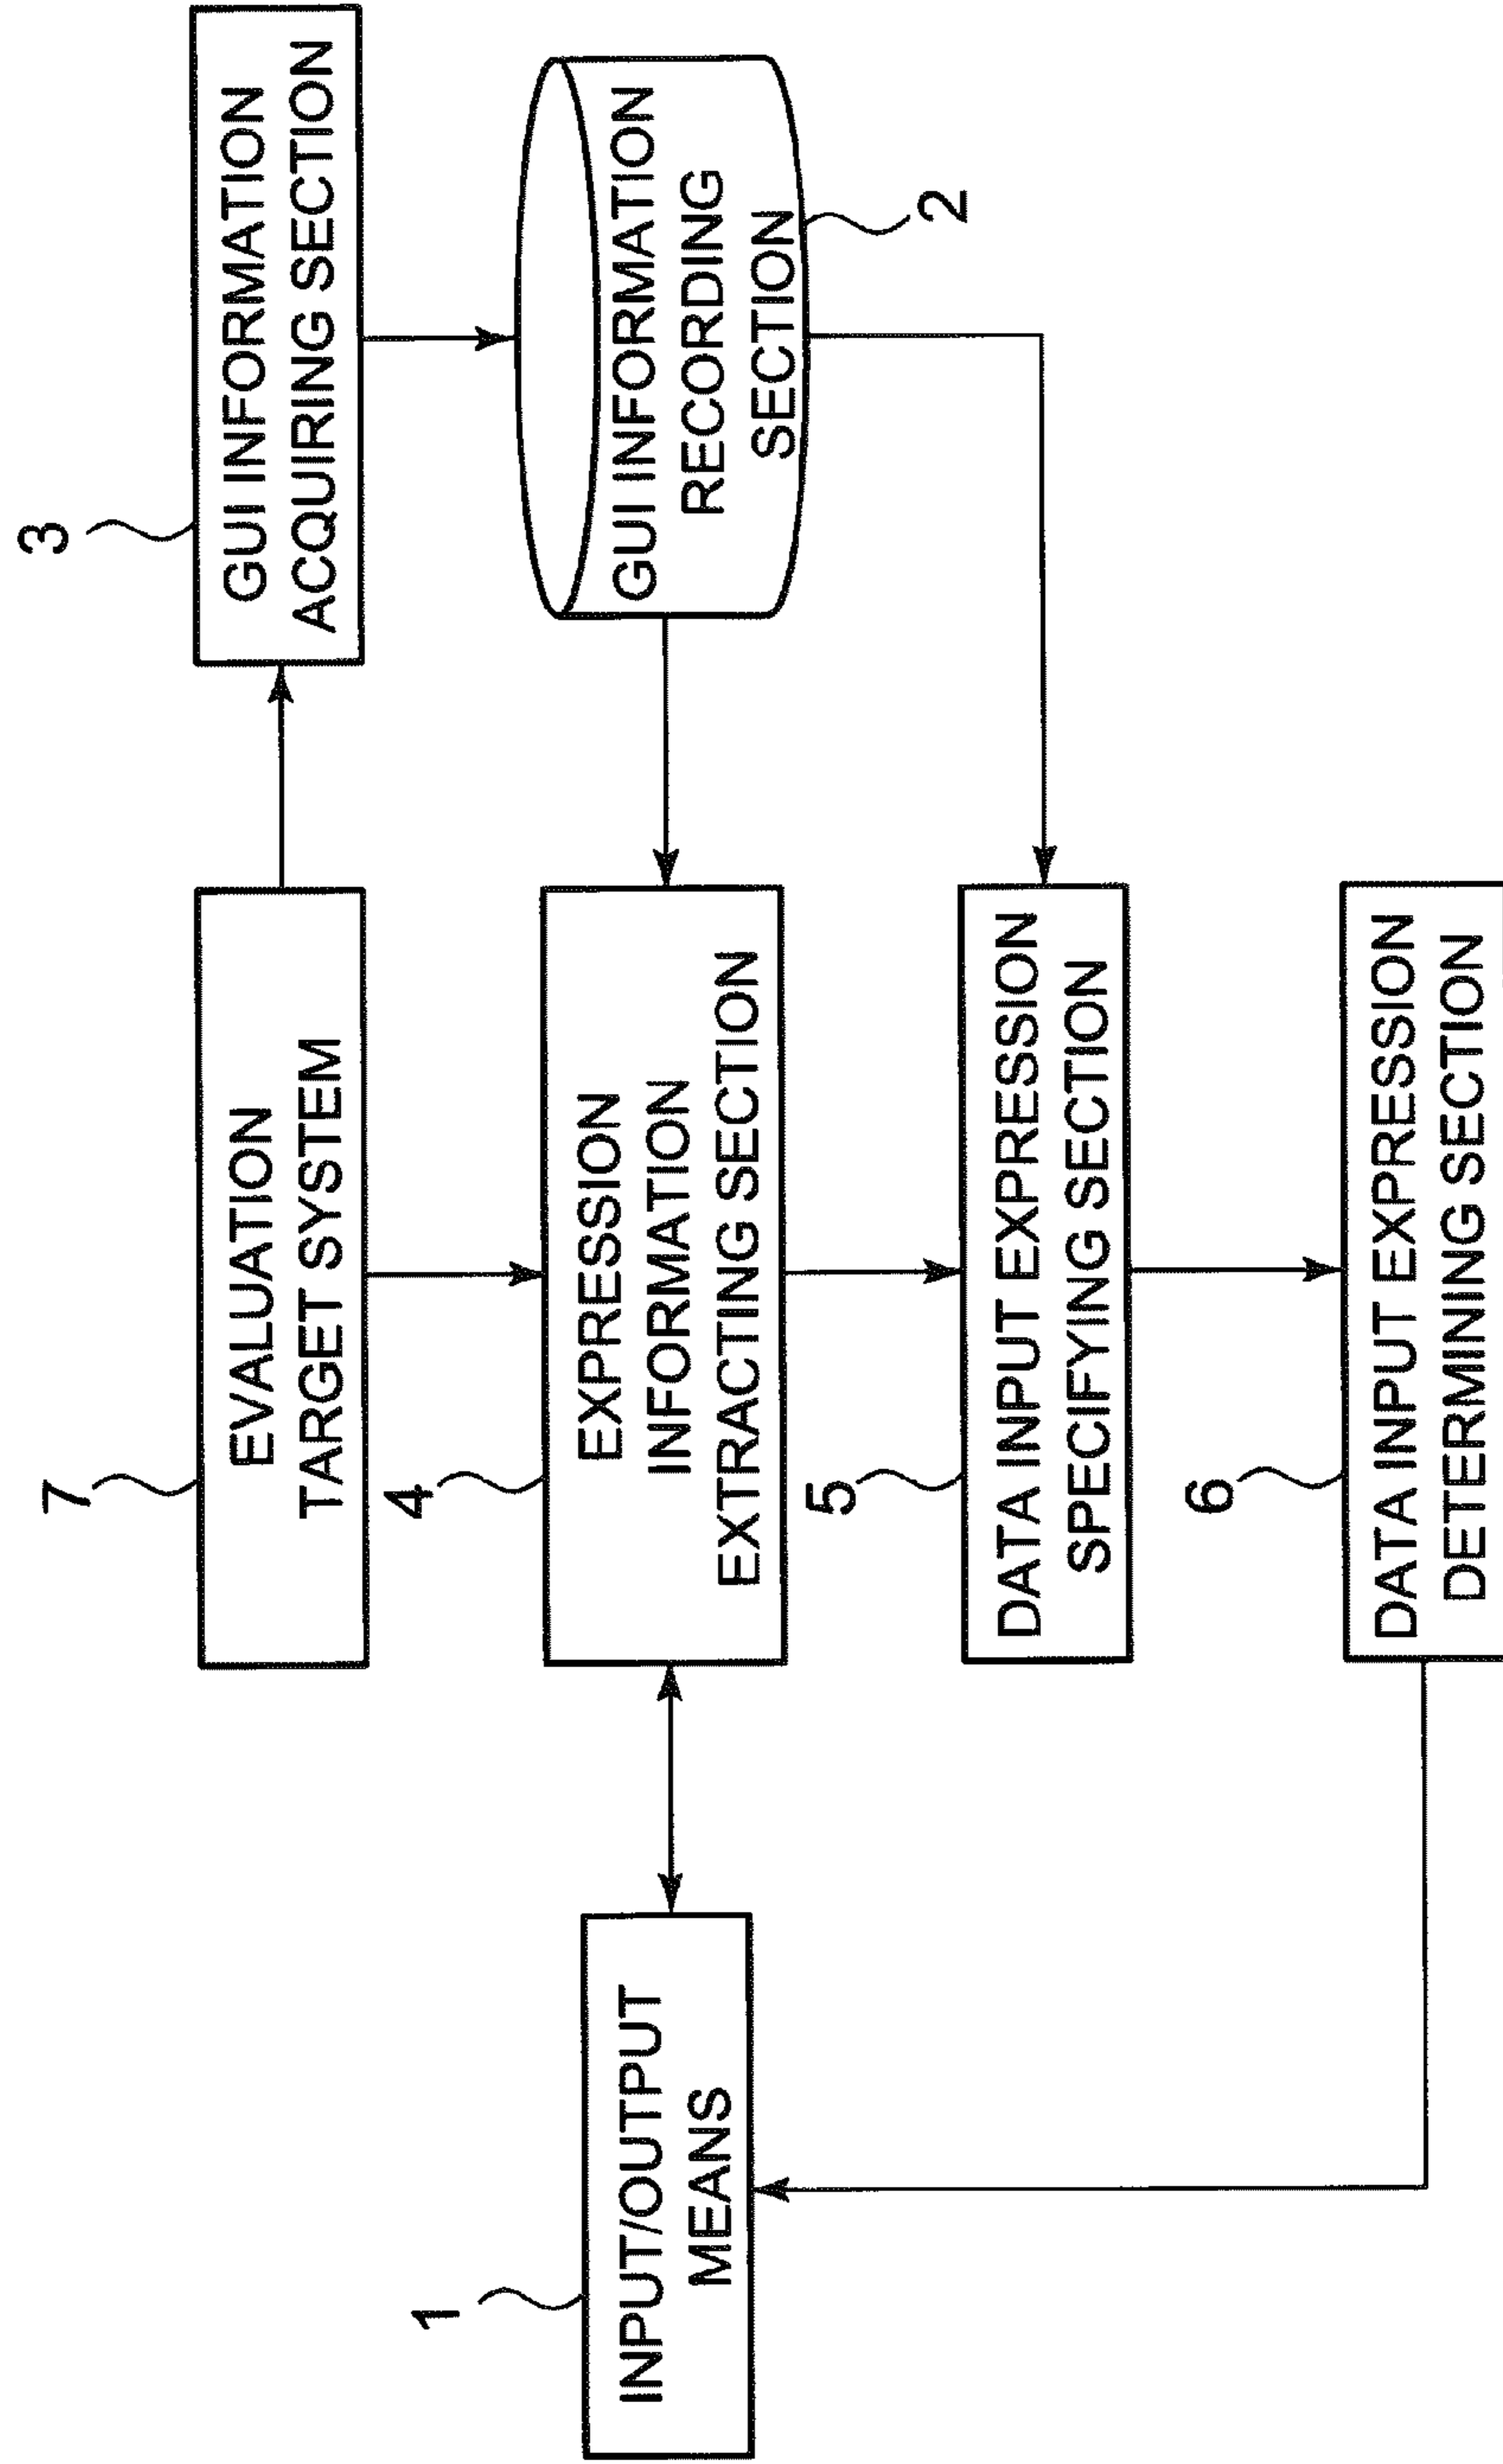 7
EVALUATION
TARGET SYSTEM
3
GUI INFORMATION
ACQUIRING SECTION
1
INPUT/OUTPUT
MEANS
4
EXPRESSION
INFORMATION
EXTRACTING SECTION
GUI INFORMATION
RECORDING
SECTION
2
5
DATA INPUT EXPRESSION
SPECIFYING SECTION
6
DATA INPUT EXPRESSION
DETERMINING SECTION